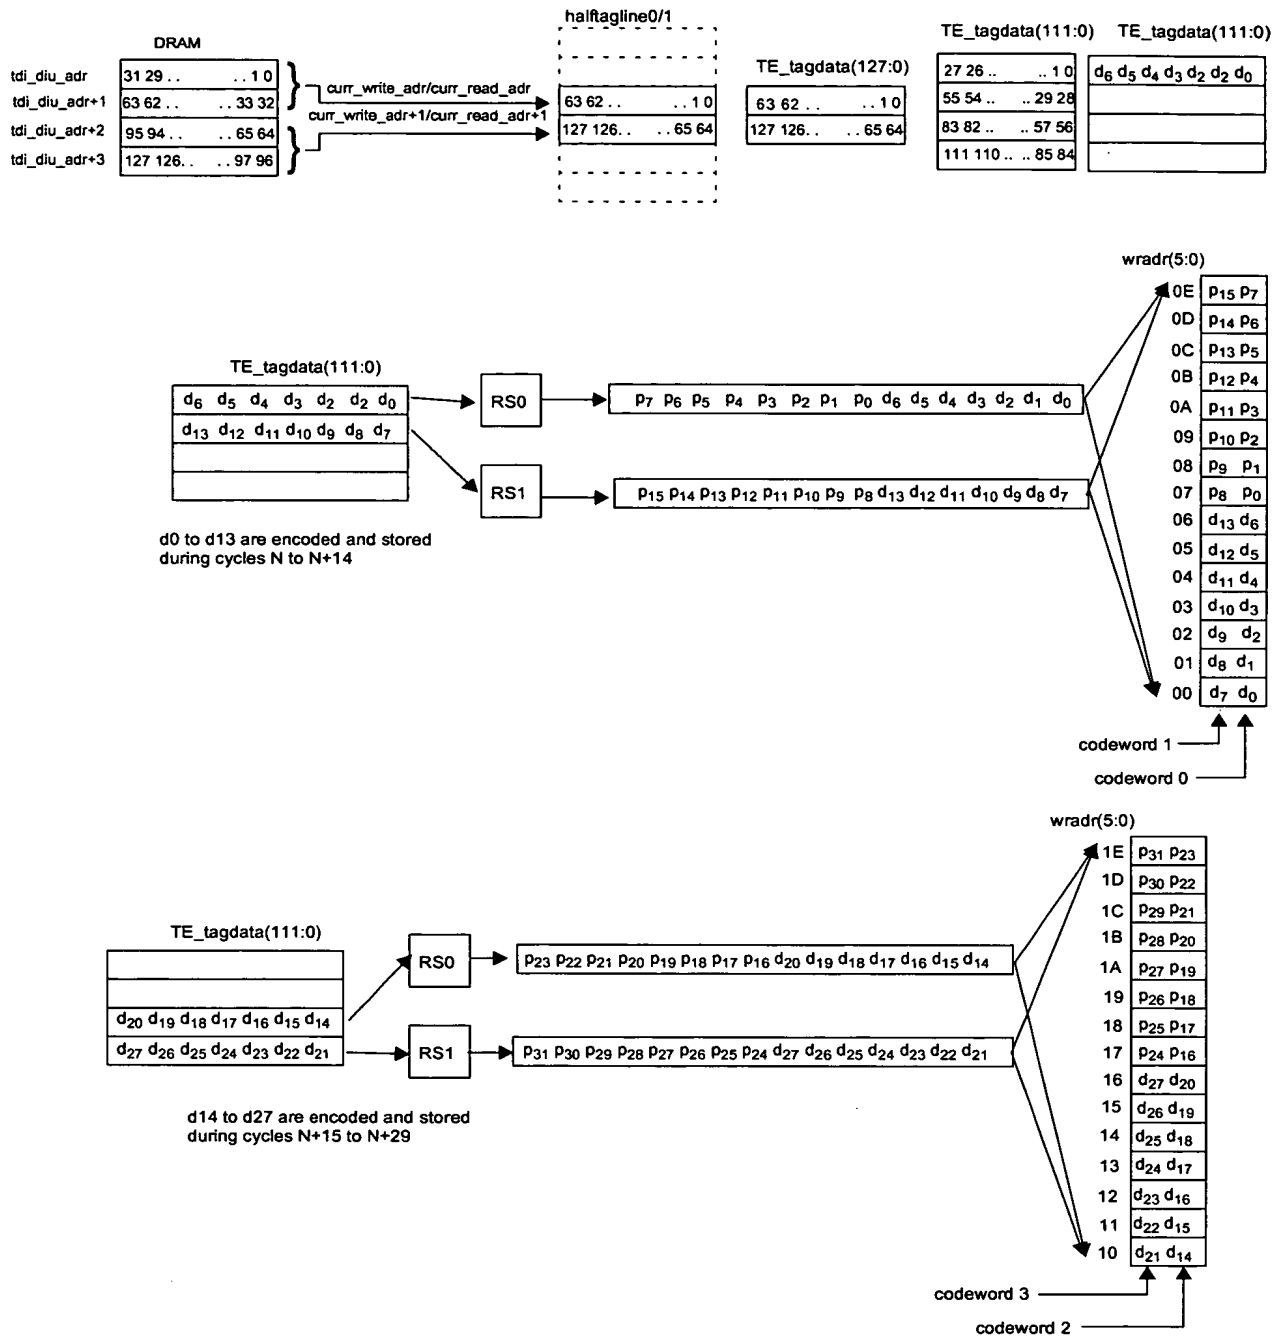 halftagline0/1
DRAM
TE_tagdata(111:0) TE_tagdata(111:0)
TE_tagdata(127:0)
tdi_diu_adr 31 29 . . . . 1 0
tdi_diu_adr+1 63 62 . . . . 33 32
tdi_diu_adr+2 95 94 . . . . 65 64
tdi_diu_adr+3 127 126. . . . 97 96
curr_write_adr/curr_read_adr
curr_write_adr+1/curr_read_adr+1
63 62 . . . . 1 0
127 126. . . . 65 64
63 62 . . . . 1 0
127 126. . . . 65 64
27 26 .. .. 1 0
55 54 .. .. 29 28
83 82 .. .. 57 56
111 110 .. .. 85 84
d6 d5 d4 d3 d2 d2 d0
wradr(5:0)
0E p15 p7
0D p14 p6
0C p13 p5
0B p12 p4
0A p11 p3
09 p10 p2
08 p9 p1
07 p8 p0
06 d13 d6
05 d12 d5
04 d11 d4
03 d10 d3
02 d9 d2
01 d8 d1
00 d7 d0
codeword 1
codeword 0
TE_tagdata(111:0)
d6 d5 d4 d3 d2 d2 d0
d13 d12 d11 d10 d9 d8 d7
RS0
p7 p6 p5 p4 p3 p2 p1 p0 d6 d5 d4 d3 d2 d1 d0
RS1
p15 p14 p13 p12 p11 p10 p9 p8 d13 d12 d11 d10 d9 d8 d7
d0 to d13 are encoded and stored
during cycles N to N+14
wradr(5:0)
1E p31 p23
1D p30 p22
1C p29 p21
1B p28 p20
1A p27 p19
19 p26 p18
18 p25 p17
17 p24 p16
16 d27 d20
15 d26 d19
14 d25 d18
13 d24 d17
12 d23 d16
11 d22 d15
10 d21 d14
codeword 3
codeword 2
TE_tagdata(111:0)
d20 d19 d18 d17 d16 d15 d14
d27 d26 d25 d24 d23 d22 d21
RS0
p23 p22 p21 p20 p19 p18 p17 p16 d20 d19 d18 d17 d16 d15 d14
RS1
p31 p30 p29 p28 p27 p26 p25 p24 d27 d26 d25 d24 d23 d22 d21
d14 to d27 are encoded and stored
during cycles N+15 to N+29